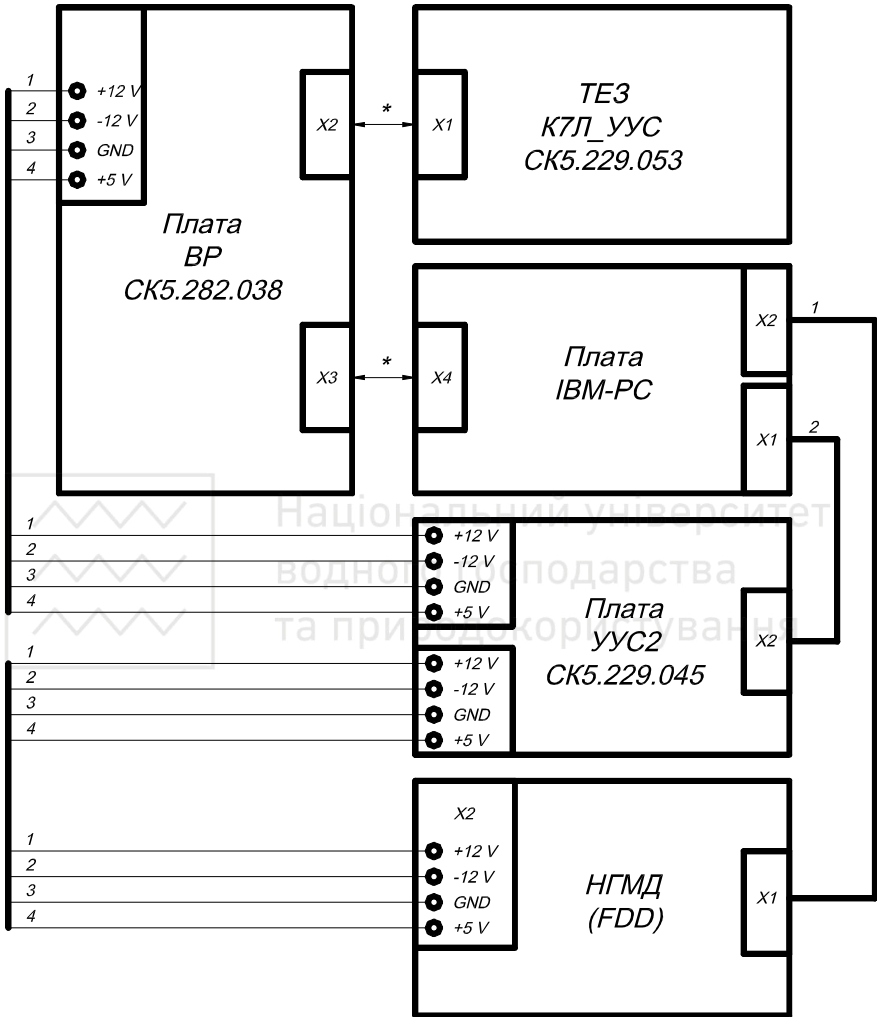 1
+12 V
2
-12 V
3
GND
4
+5 V
Плата
ВР
СК5.282.038
X2
*
X1
ТЕЗ
К7Л_УУС
СК5.229.053
X3
*
X4
Плата
IBM-PC
X2
1
X1
2
Національний університет
водного господарства
та природокористування
1
+12 V
2
-12 V
3
GND
4
+5 V
Плата
УУС2
СК5.229.045
X2
1
+12 V
2
-12 V
3
GND
4
+5 V
X2
1
+12 V
2
-12 V
3
GND
4
+5 V
НГМД
(FDD)
X1